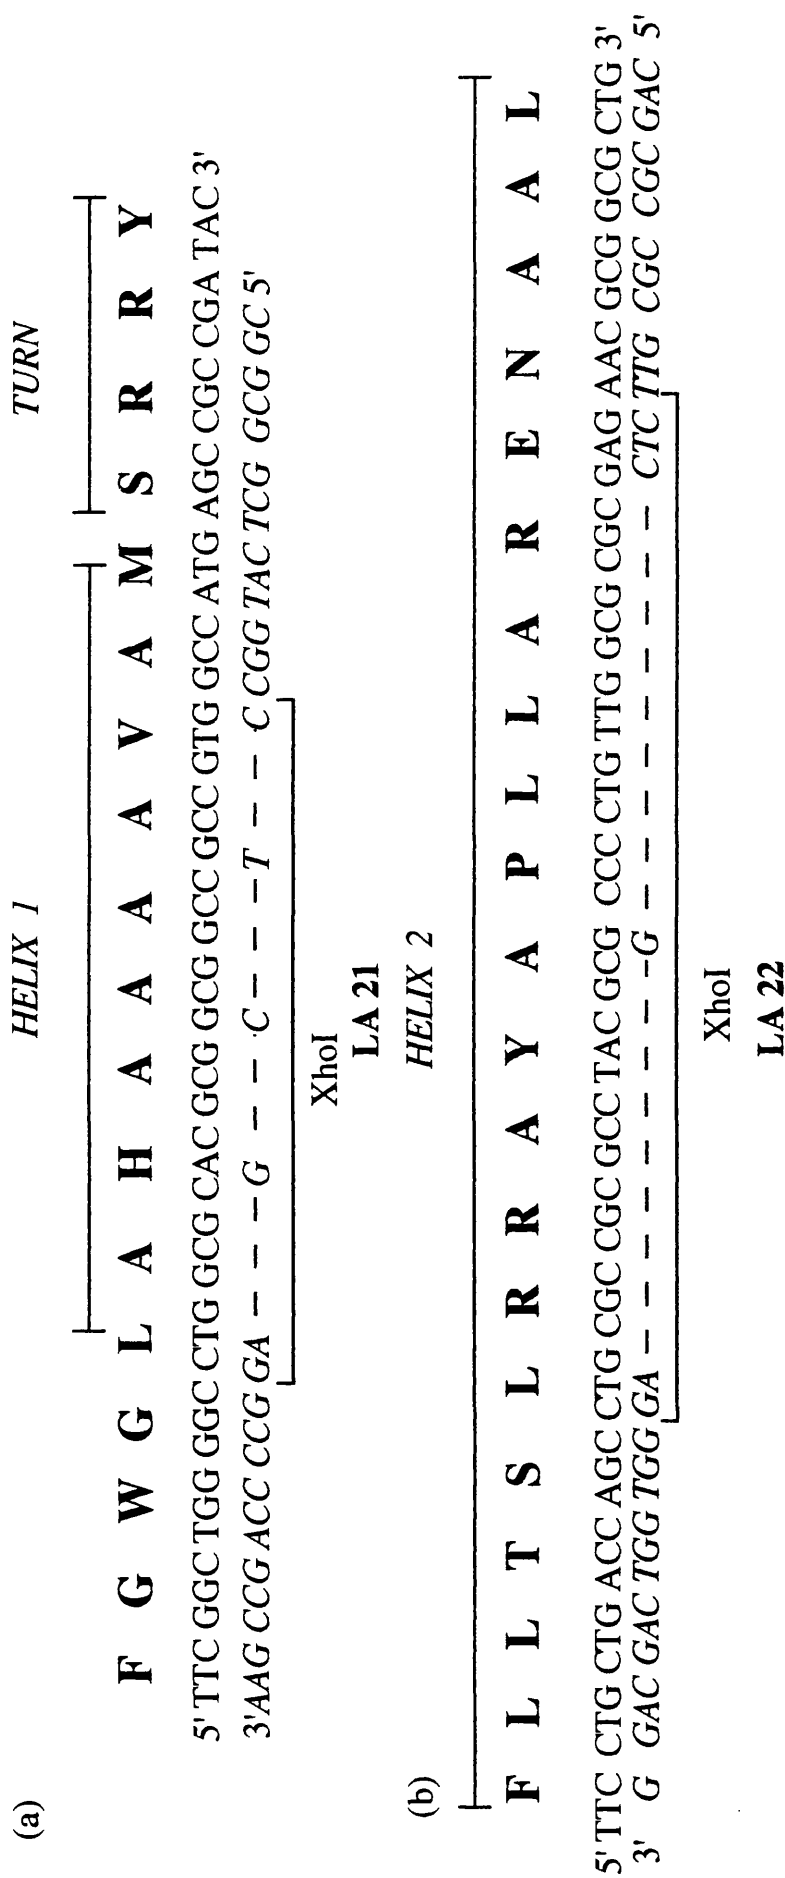 (a)
HELIX 1 TURN
F G W G L A H A A A A V A M S R R Y
5' TTC GGC TGG GGC CTG GCG CAC GCG GCG GCC GCC GTG GCC ATG AGC CGC CGA TAC 3'
3' AAG CCG ACC CCG GA – – – G – – – C – – – T – – C CGG TAC TCG GCG GC 5'
XhoI
LA 21
(b)
HELIX 2
F L L T S L R R A Y A P L L A R E N A A L
5' TTC CTG CTG ACC AGC CTG CGC CGC GCC TAC GCG CCC CTG TTG GCG CGC GAG AAC GCG GCG CTG 3'
3' G GAC GAC TGG TGG GA – – – – – – – – – G – – – – – – – – – – CTC TTG CGC CGC GAC 5'
XhoI
LA 22